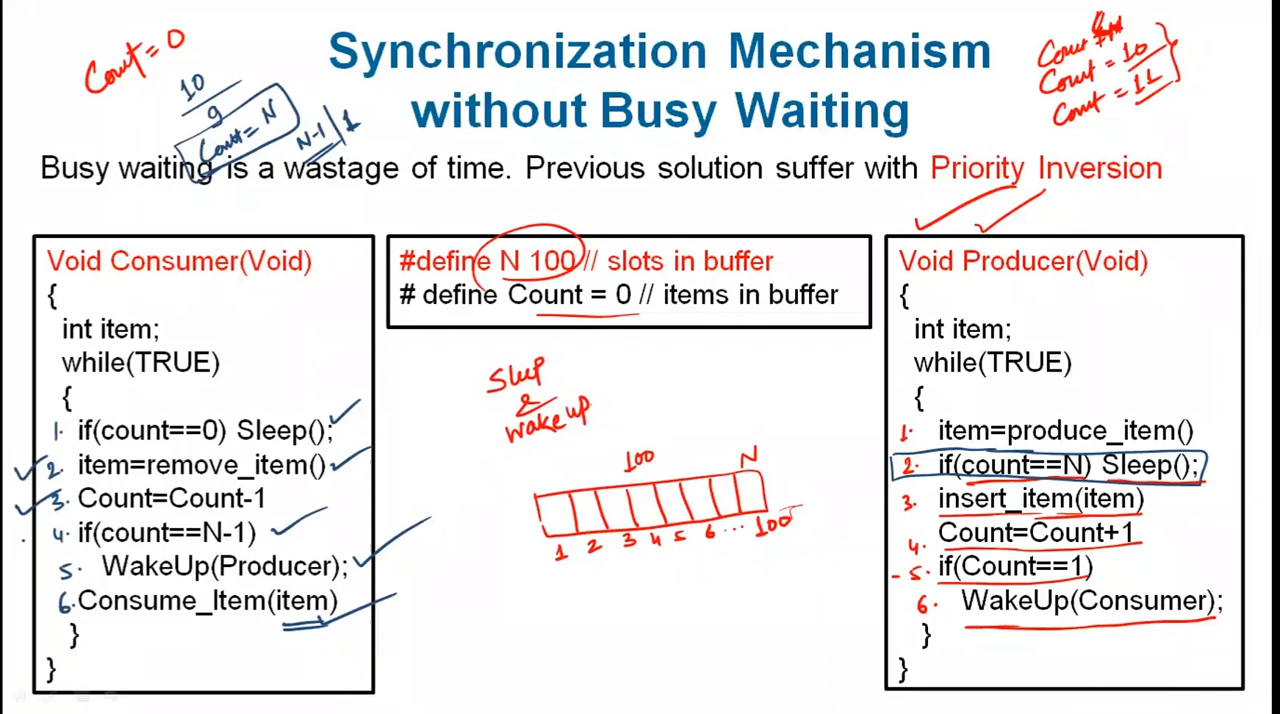 Synchronization Mechanism
without Busy Waiting
Count = 0
10
9
Count = N
N-1 | 1
Count
Count = 10
Count = 11
Busy waiting is a wastage of time. Previous solution suffer with Priority Inversion
Void Consumer(Void)
{
int item;
while(TRUE)
{
1. if(count==0) Sleep();
2. item=remove_item()
3. Count=Count-1
4. if(count==N-1)
5. WakeUp(Producer);
6. Consume_Item(item)
}
}
#define N 100 // slots in buffer
# define Count = 0 // items in buffer
Sleep
&
wakeup
100 N
1 2 3 4 5 6 ... 100
Void Producer(Void)
{
int item;
while(TRUE)
{
1. item=produce_item()
2. if(count==N) Sleep();
3. insert_item(item)
4. Count=Count+1
5. if(Count==1)
6. WakeUp(Consumer);
}
}